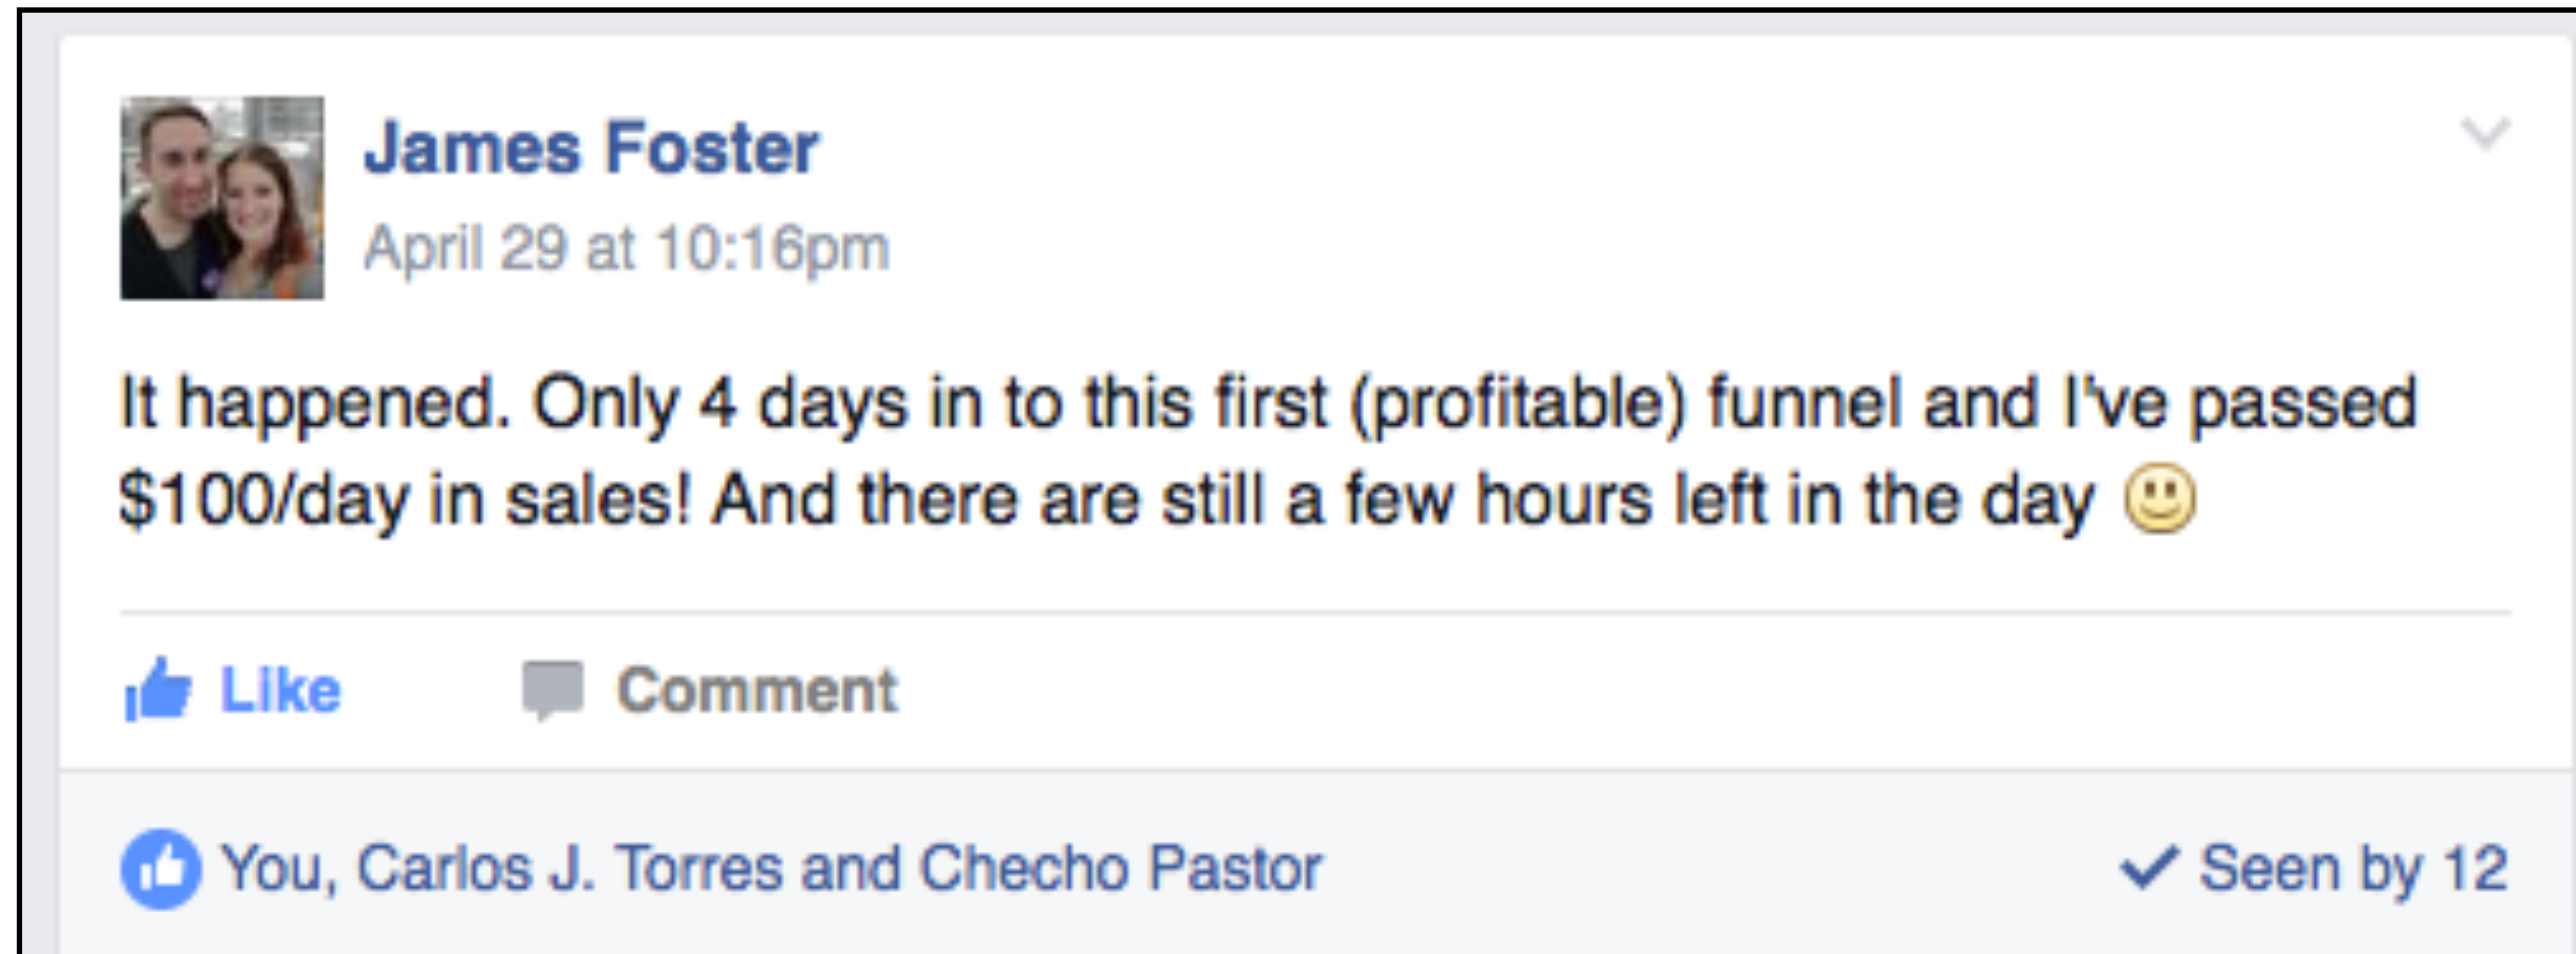 James Foster
April 29 at 10:16pm
It happened. Only 4 days in to this first (profitable) funnel and I've passed
$100/day in sales! And there are still a few hours left in the day
Like Comment
You, Carlos J. Torres and Checho Pastor Seen by 12